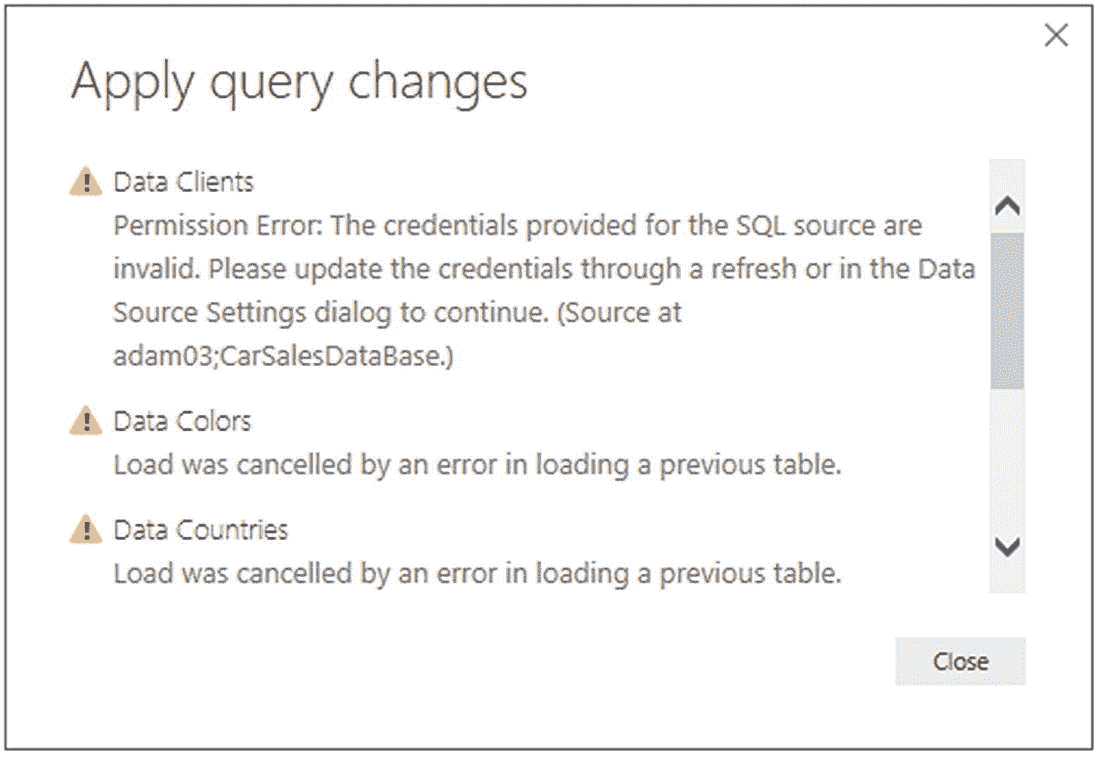 Apply query changes
Data Clients
Permission Error: The credentials provided for the SQL source are
invalid. Please update the credentials through a refresh or in the Data
Source Settings dialog to continue. (Source at
adam03;CarSalesDataBase.)
Data Colors
Load was cancelled by an error in loading a previous table.
Data Countries
Load was cancelled by an error in loading a previous table.
Close